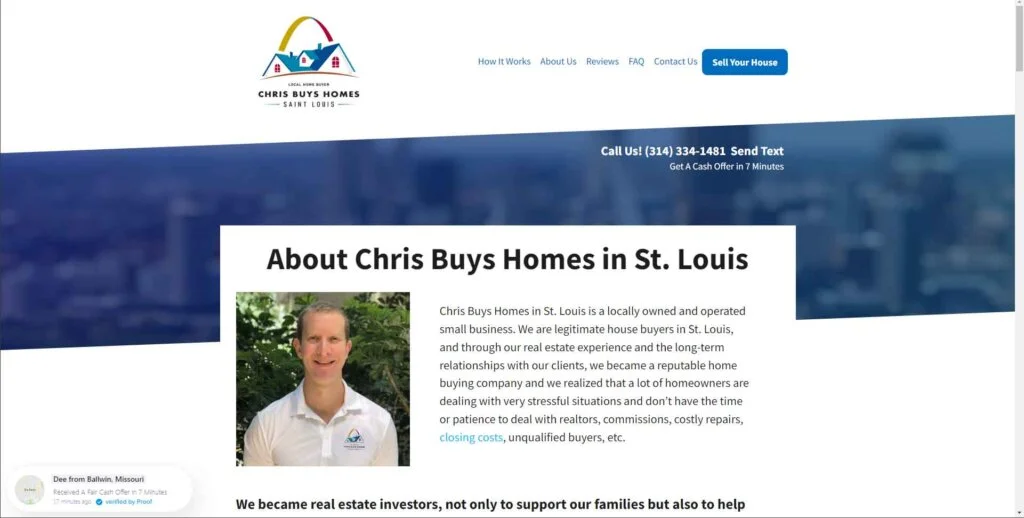 LOCAL HOME BUYER
CHRIS BUYS HOMES
SAINT LOUIS
How It Works About Us Reviews FAQ Contact Us Sell Your House
Call Us! (314) 334-1481 Send Text
Get A Cash Offer in 7 Minutes
About Chris Buys Homes in St. Louis
Chris Buys Homes in St. Louis is a locally owned and operated
small business. We are legitimate house buyers in St. Louis,
and through our real estate experience and the long-term
relationships with our clients, we became a reputable home
buying company and we realized that a lot of homeowners are
dealing with very stressful situations and don’t have the time
or patience to deal with realtors, commissions, costly repairs,
closing costs, unqualified buyers, etc.
Dee from Ballwin, Missouri
Received A Fair Cash Offer in 7 Minutes
17 minutes ago verified by Proof
We became real estate investors, not only to support our families but also to help